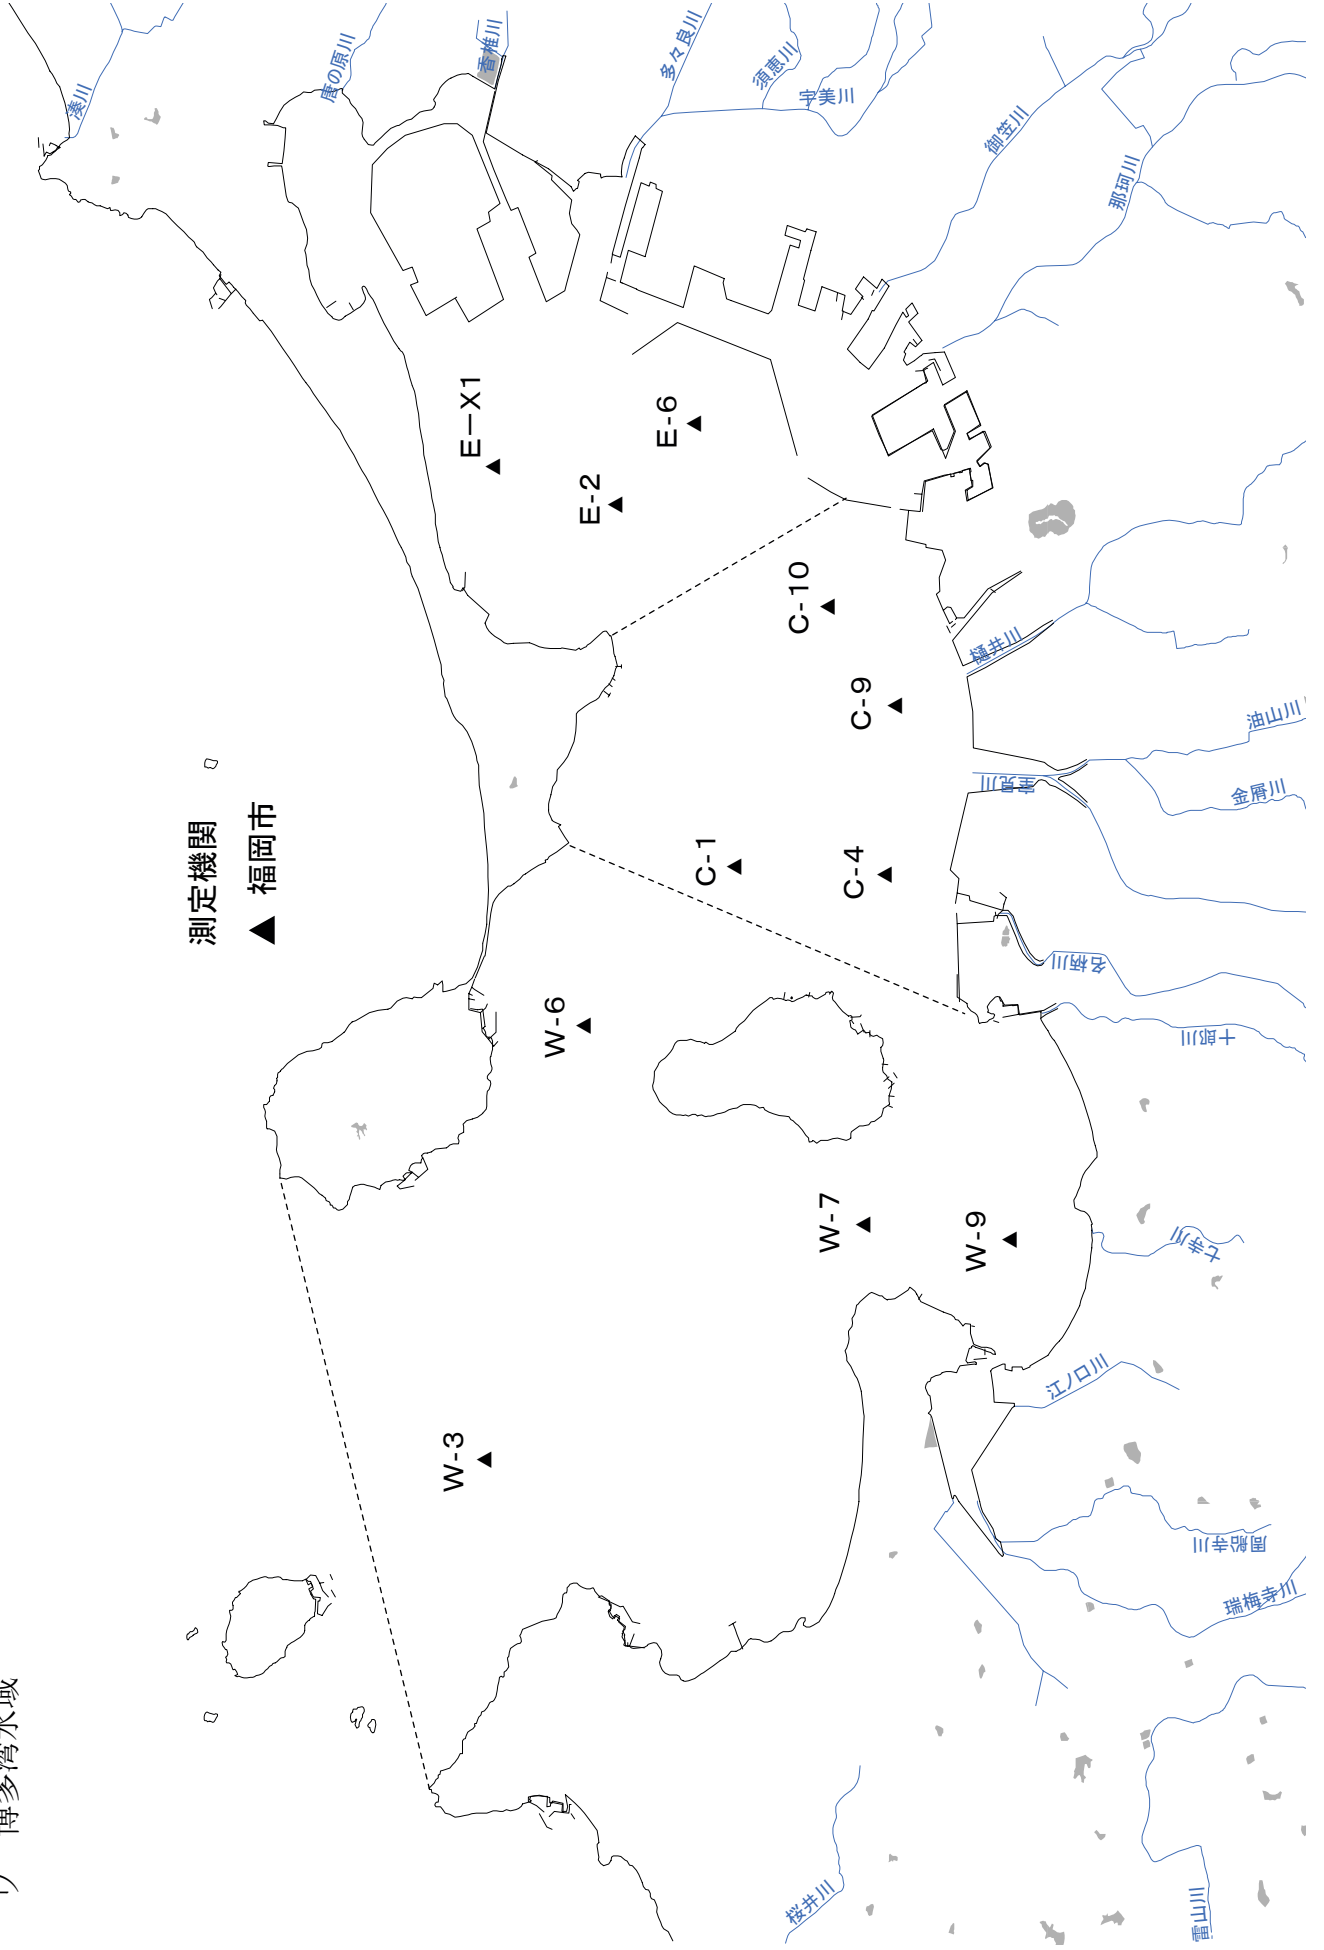 博多湾水域
測定機関
▲ 福岡市
湊川
唐の原川
香椎川
多々良川
須恵川
宇美川
御笠川
那珂川
E－X1
E-2
E-6
C-10
C-9
C-1
C-4
W-6
W-7
W-9
W-3
樋井川
油山川
金屑川
室見川
名柄川
十郎川
七寺川
江ノ口川
周船寺川
瑞梅寺川
雷山川
桜井川